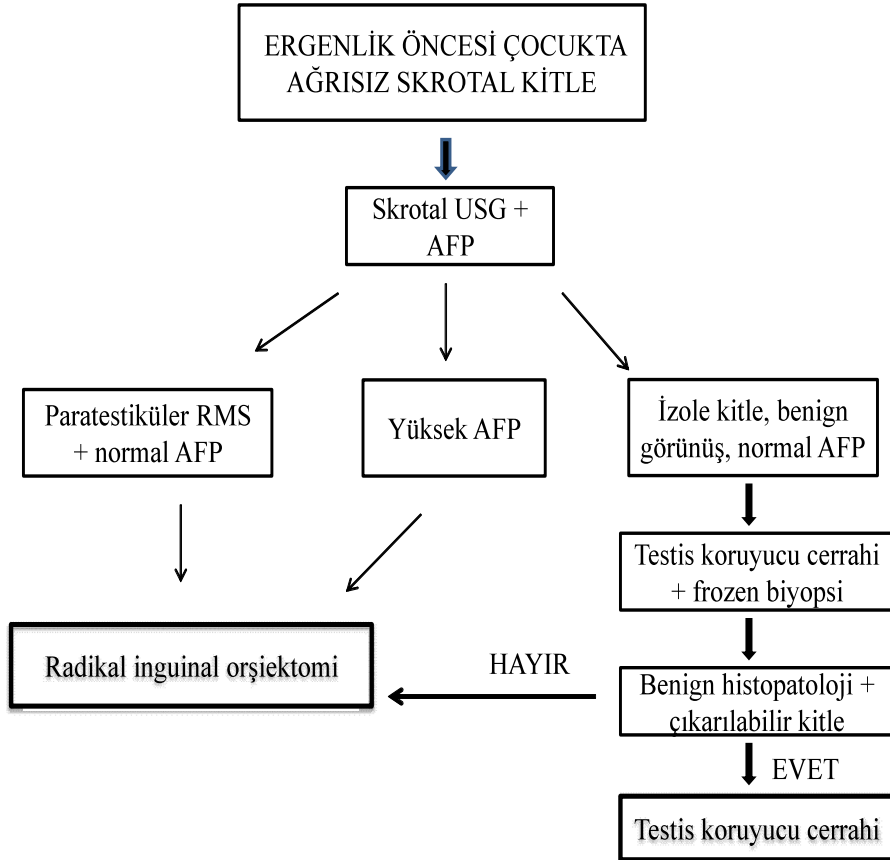 ERGENLİK ÖNCESİ ÇOCUKTA
AĞRISIZ SKROTAL KİTLE
Skrotal USG +
AFP
Paratestiküler RMS
+ normal AFP
Yüksek AFP
İzole kitle, benign
görünüş, normal AFP
Testis koruyucu cerrahi
+ frozen biyopsi
Radikal inguinal orşiektomi
HAYIR
Benign histopatoloji +
çıkarılabilir kitle
EVET
Testis koruyucu cerrahi